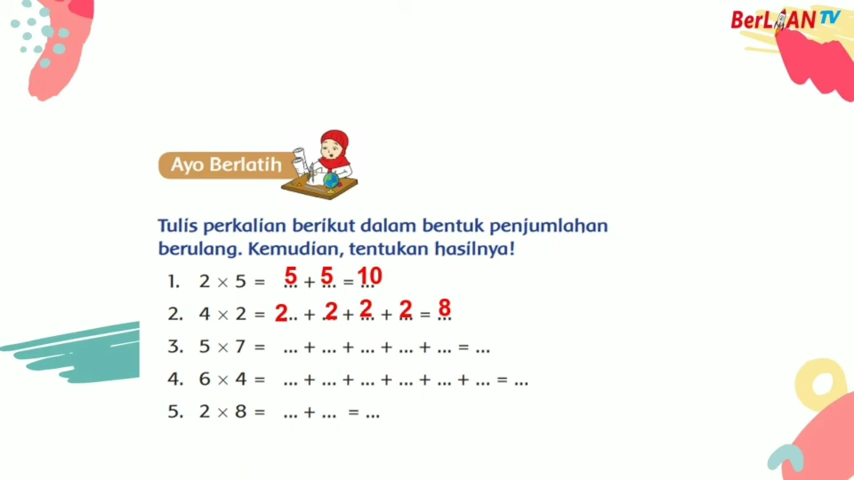 BerLIAN TV
Ayo Berlatih
Tulis perkalian berikut dalam bentuk penjumlahan
berulang. Kemudian, tentukan hasilnya!
1. 2 × 5 = 5 + 5 = 10
2. 4 × 2 = 2 + 2 + 2 + 2 = 8
3. 5 × 7 = ... + ... + ... + ... + ... = ...
4. 6 × 4 = ... + ... + ... + ... + ... + ... = ...
5. 2 × 8 = ... + ... = ...